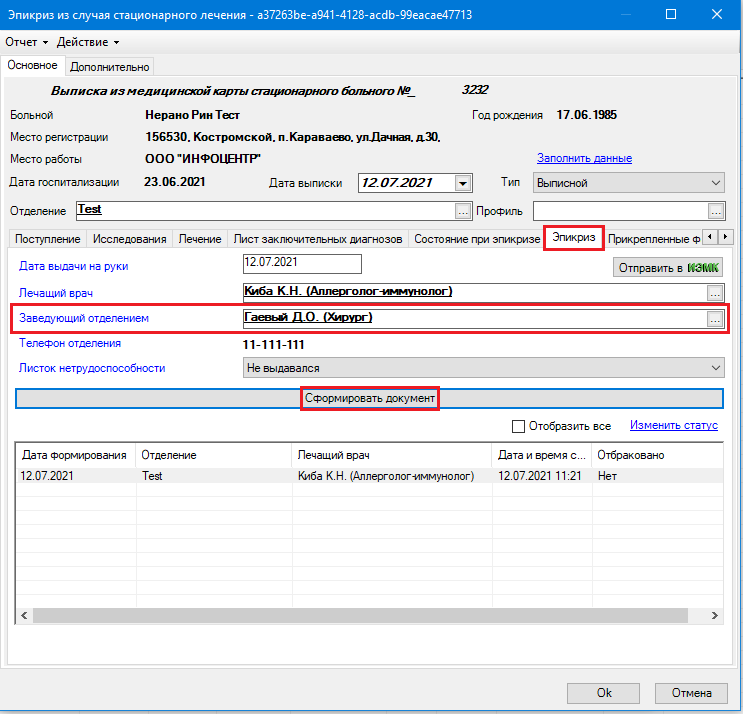 Эпикриз из случая стационарного лечения - a37263be-a941-4128-acdb-99eacae47713
Отчет Действие
Основное Дополнительно
Выписка из медицинской карты стационарного больного №_ 3232
Больной Нерано Рин Тест Год рождения 17.06.1985
Место регистрации 156530, Костромской, п.Караваево, ул.Дачная, д.30,
Место работы ООО "ИНФОЦЕНТР" Заполнить данные
Дата госпитализации 23.06.2021 Дата выписки 12.07.2021 Тип Выписной
Отделение Test ... Профиль ...
Поступление Исследования Лечение Лист заключительных диагнозов Состояние при эпикризе Эпикриз Прикрепленные ф
Дата выдачи на руки 12.07.2021 Отправить в ИЭМК
Лечащий врач Киба К.Н. (Аллерголог-иммунолог) ...
Заведующий отделением Гаевый Д.О. (Хирург) ...
Телефон отделения 11-111-111
Листок нетрудоспособности Не выдавался
Сформировать документ
Отобразить все Изменить статус
Дата формирования Отделение Лечащий врач Дата и время с... Отбраковано
12.07.2021 Test Киба К.Н. (Аллерголог-иммунолог) 12.07.2021 11:21 Нет
Ok Отмена